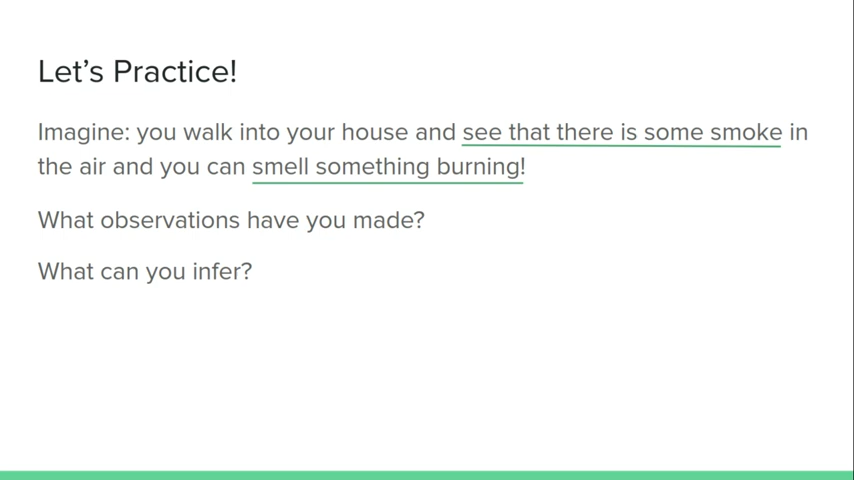 Let's Practice!
Imagine: you walk into your house and see that there is some smoke in
the air and you can smell something burning!
What observations have you made?
What can you infer?